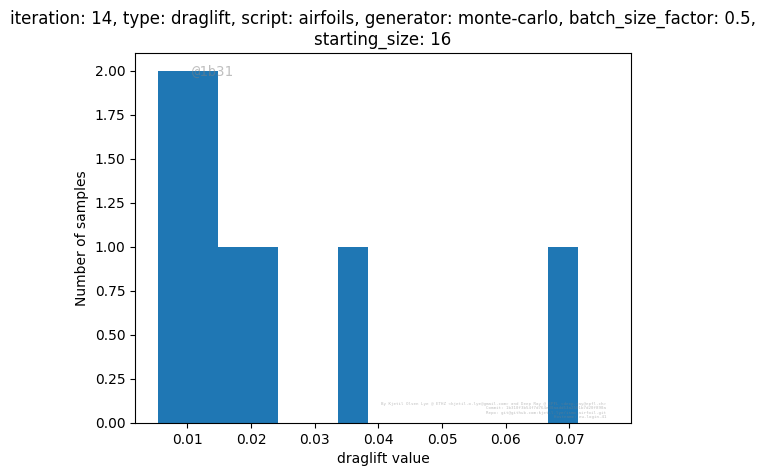 iteration: 14, type: draglift, script: airfoils, generator: monte-carlo, batch_size_factor: 0.5,
starting_size: 16
2.00
1.75
1.50
1.25
1.00
0.75
0.50
0.25
0.00
Number of samples
0.01 0.02 0.03 0.04 0.05 0.06 0.07
draglift value